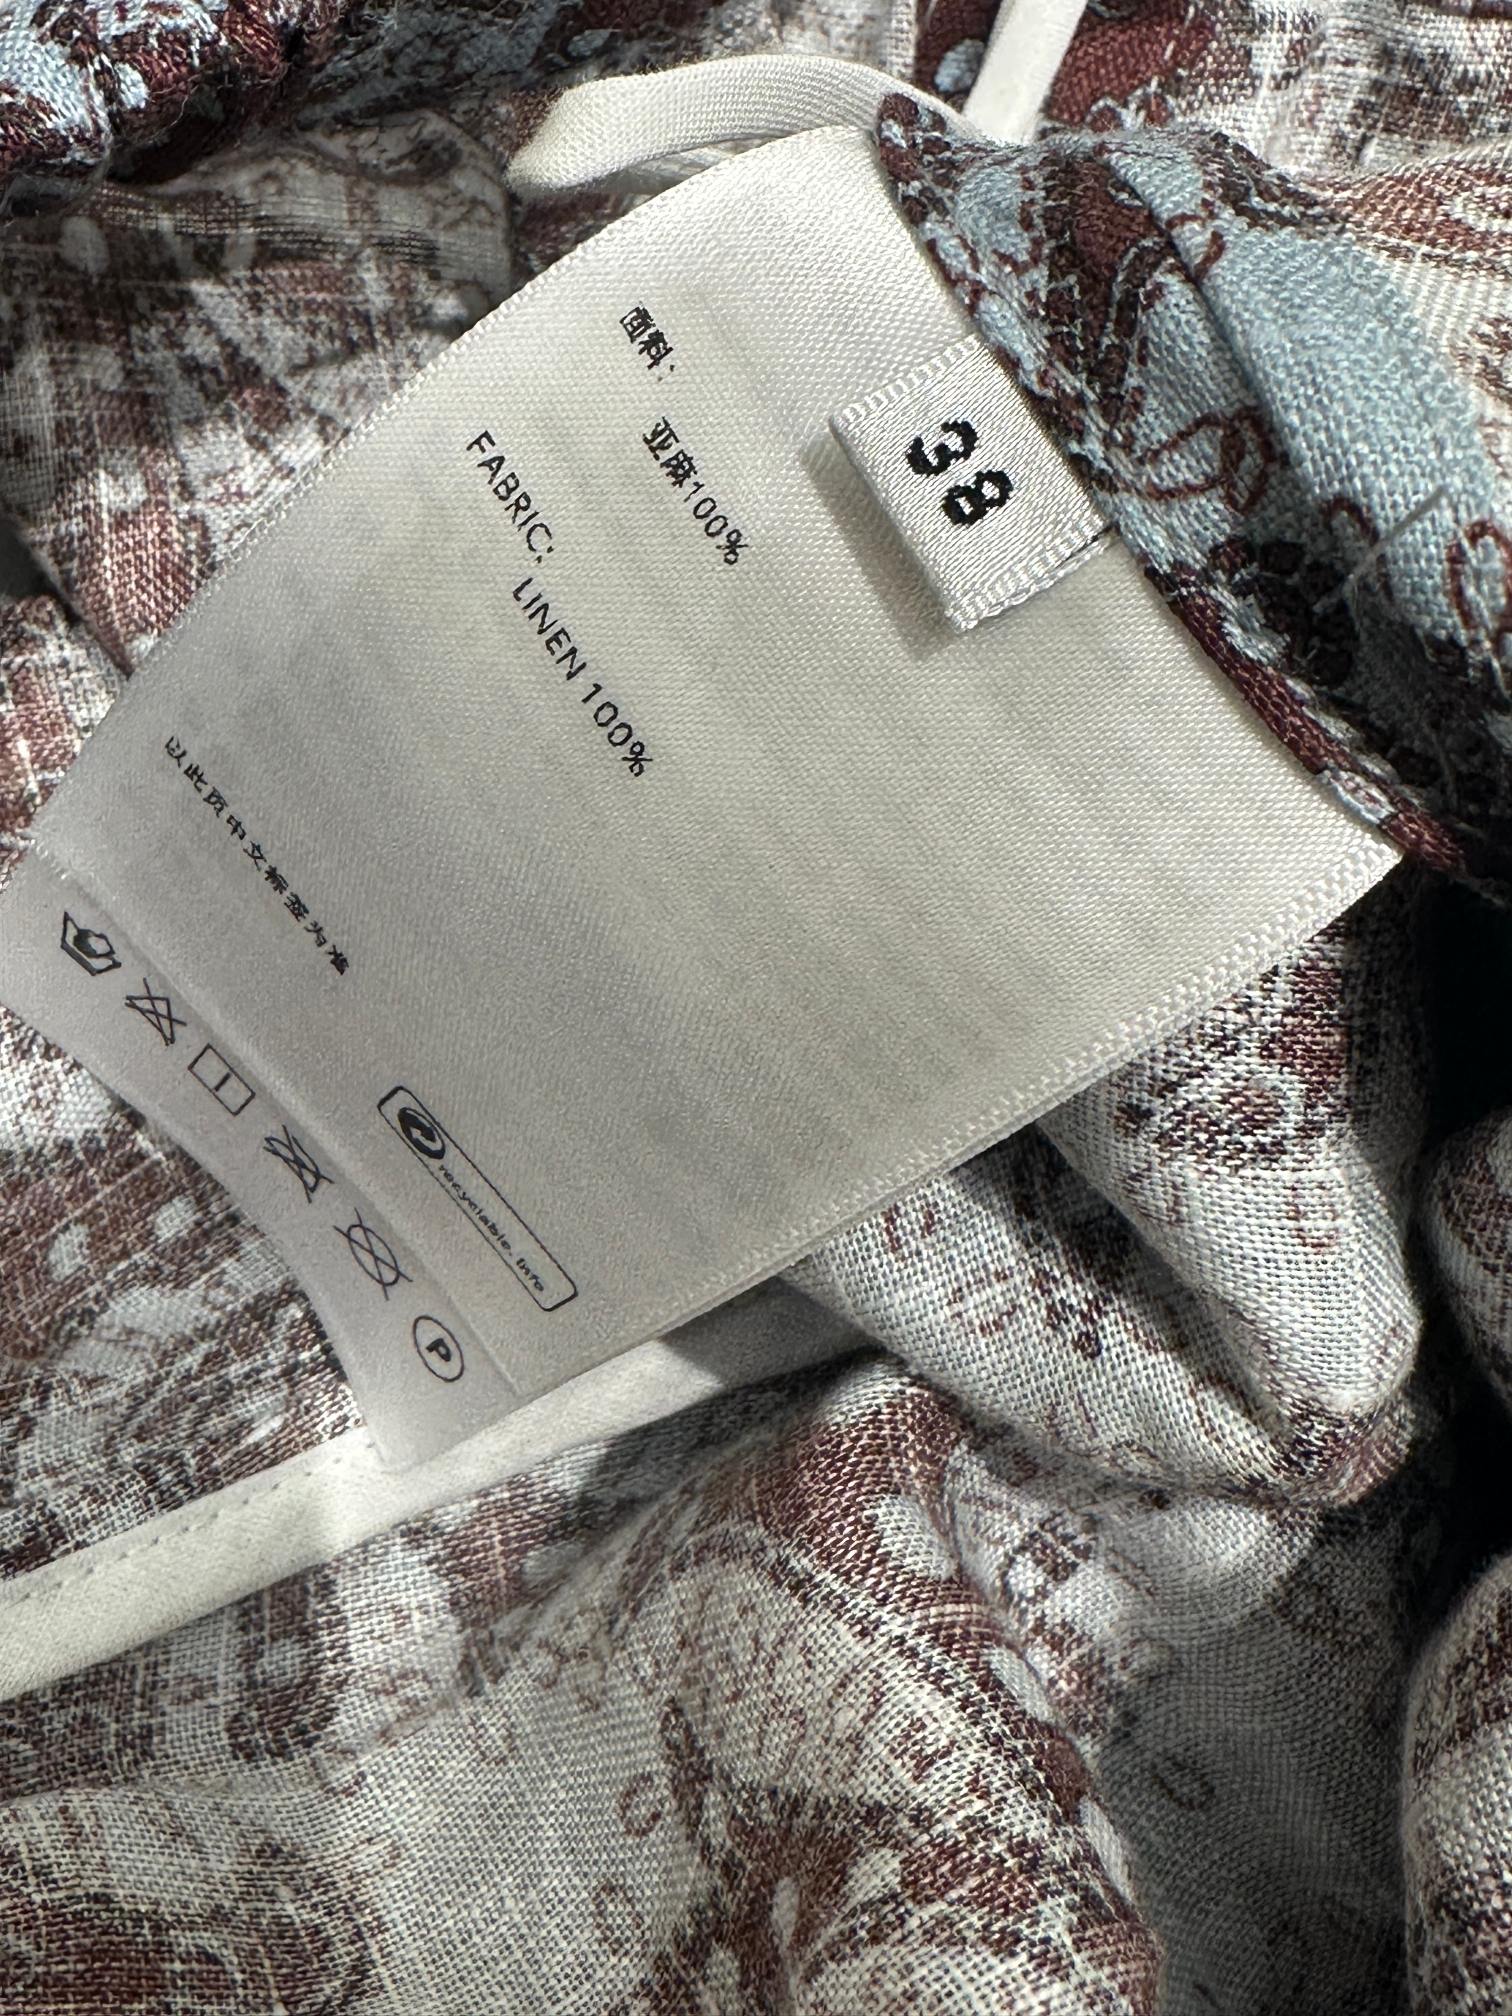 38
面料:
亚麻100%
FABRIC:
LINEN 100%
以此页中文标签为准
recyclable.info
P